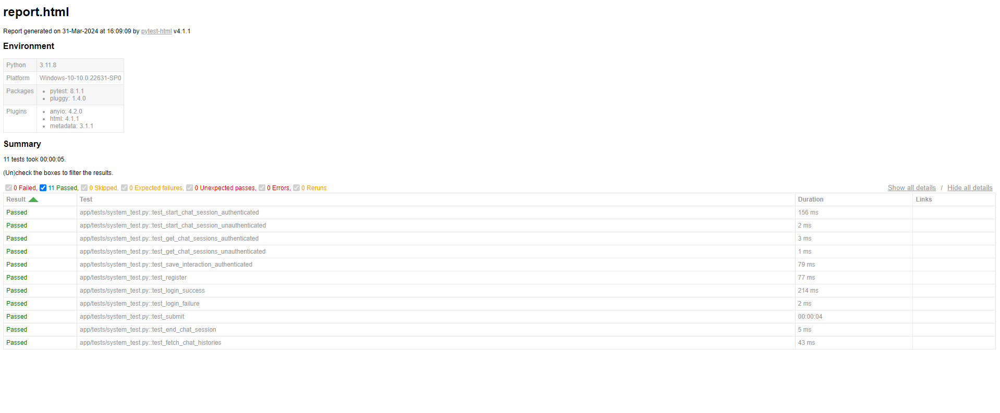 report.html
Report generated on 31-Mar-2024 at 16:09:09 by pytest-html v4.1.1
Environment
Python 3.11.8
Platform Windows-10-10.0.22631-SP0
Packages
pytest: 8.1.1
pluggy: 1.4.0
Plugins
anyio: 4.2.0
html: 4.1.1
metadata: 3.1.1
Summary
11 tests took 00:00:05.
(Un)check the boxes to filter the results.
0 Failed, 11 Passed, 0 Skipped, 0 Expected failures, 0 Unexpected passes, 0 Errors, 0 Reruns Show all details / Hide all details
Result Test Duration Links
Passed app/tests/system_test.py::test_start_chat_session_authenticated 156 ms
Passed app/tests/system_test.py::test_start_chat_session_unauthenticated 2 ms
Passed app/tests/system_test.py::test_get_chat_sessions_authenticated 3 ms
Passed app/tests/system_test.py::test_get_chat_sessions_unauthenticated 1 ms
Passed app/tests/system_test.py::test_save_interaction_authenticated 79 ms
Passed app/tests/system_test.py::test_register 77 ms
Passed app/tests/system_test.py::test_login_success 214 ms
Passed app/tests/system_test.py::test_login_failure 2 ms
Passed app/tests/system_test.py::test_submit 00:00:04
Passed app/tests/system_test.py::test_end_chat_session 5 ms
Passed app/tests/system_test.py::test_fetch_chat_histories 43 ms